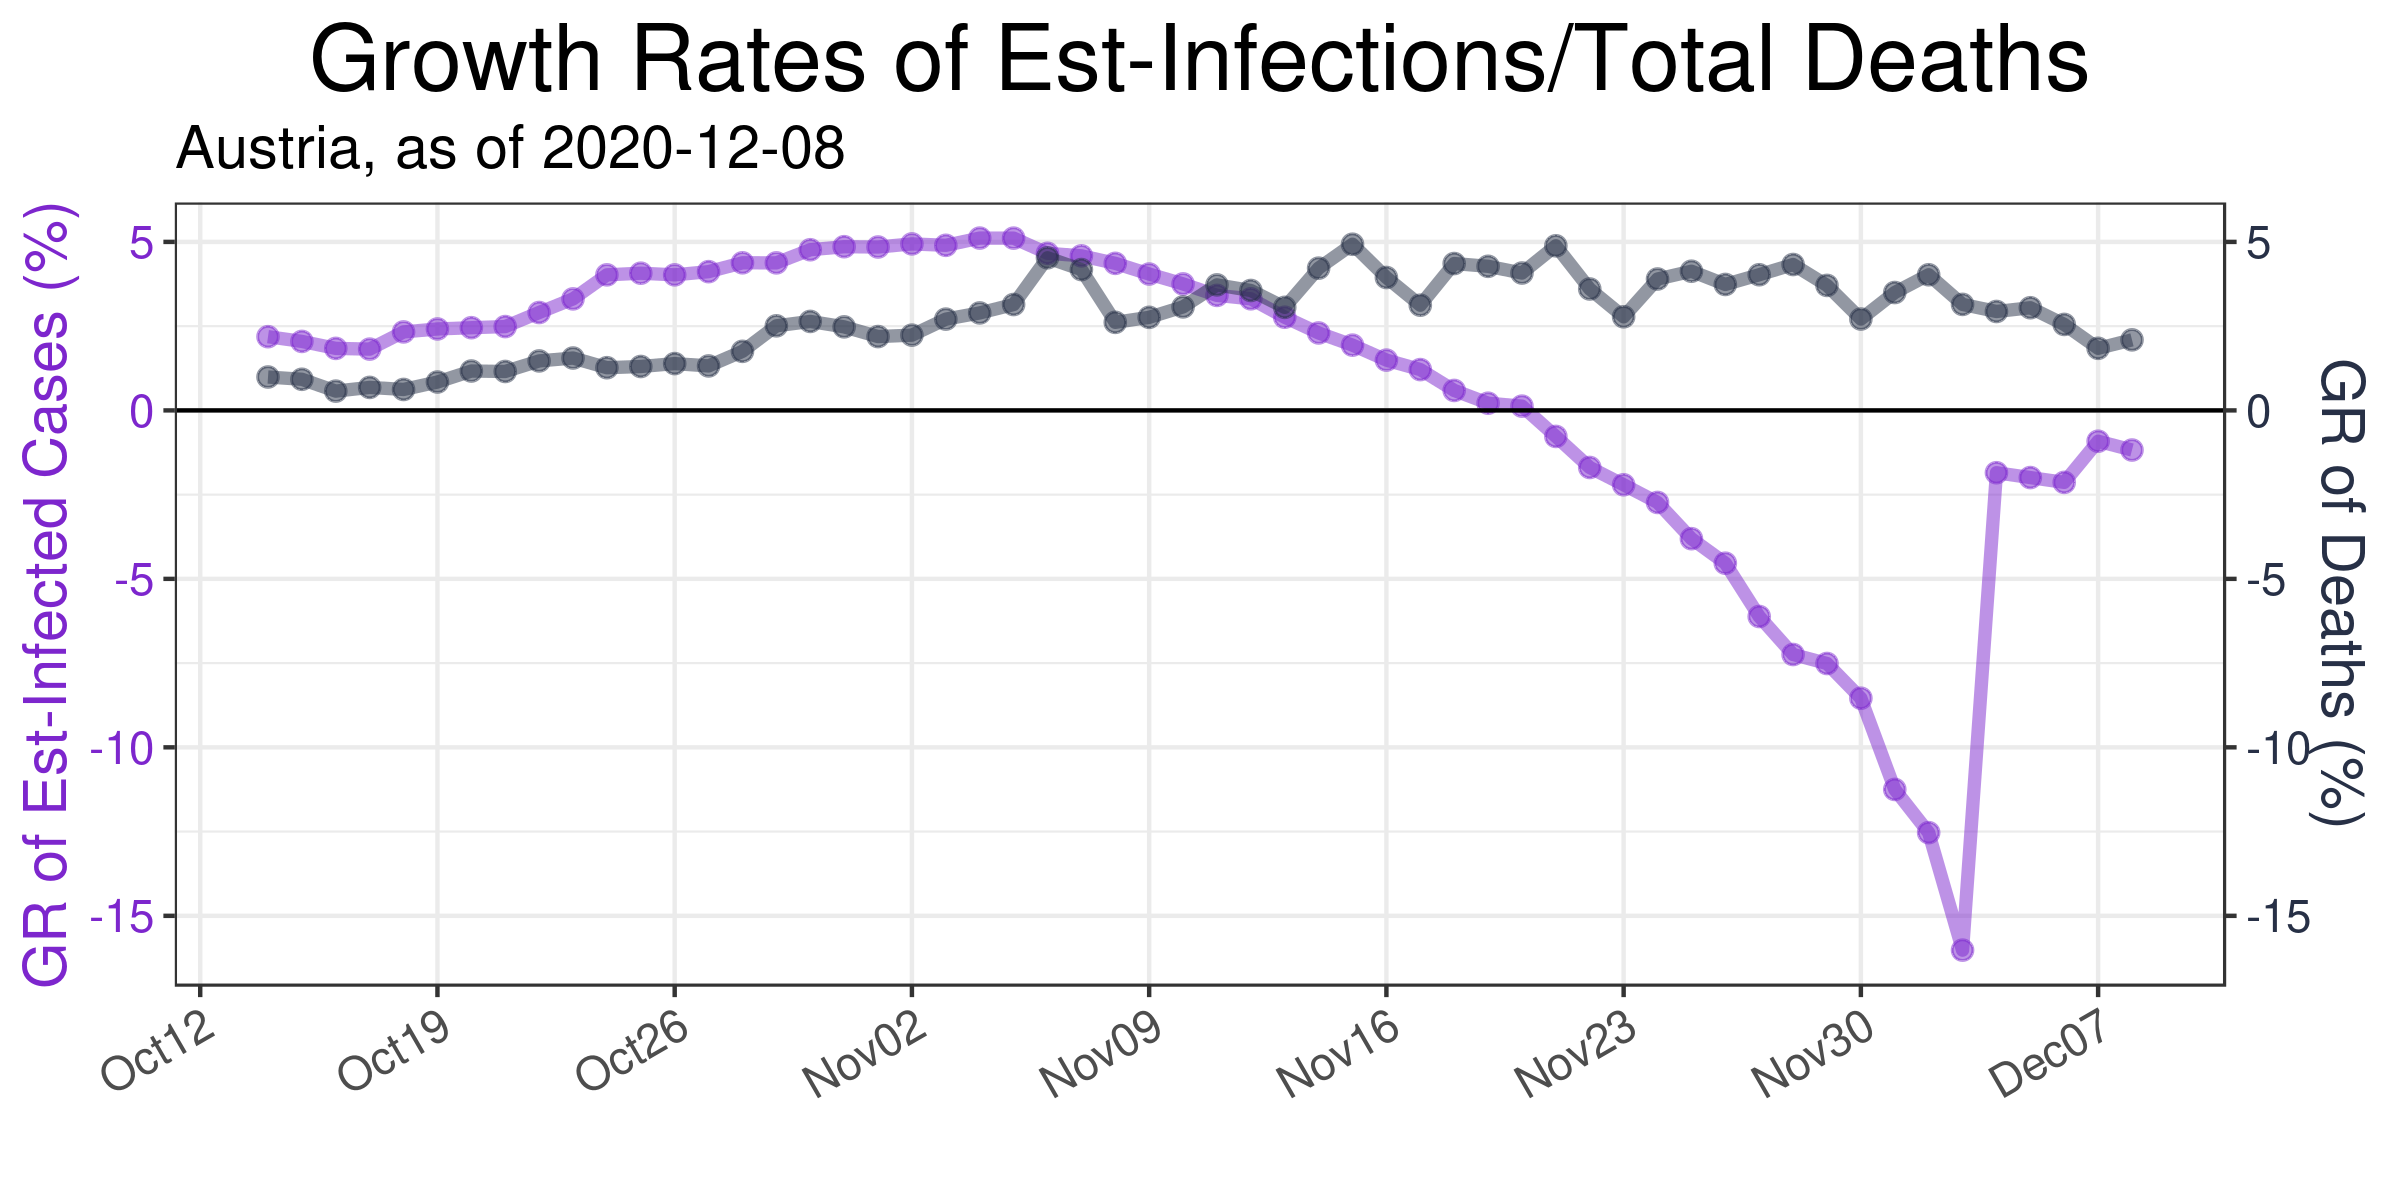 Growth Rates of Est-Infections/Total Deaths
Austria, as of 2020-12-08
GR of Est-Infected Cases (%)
5
0
-5
-10
-15
5
0
-5
-10
-15
GR of Deaths (%)
Oct12
Oct19
Oct26
Nov02
Nov09
Nov16
Nov23
Nov30
Dec07